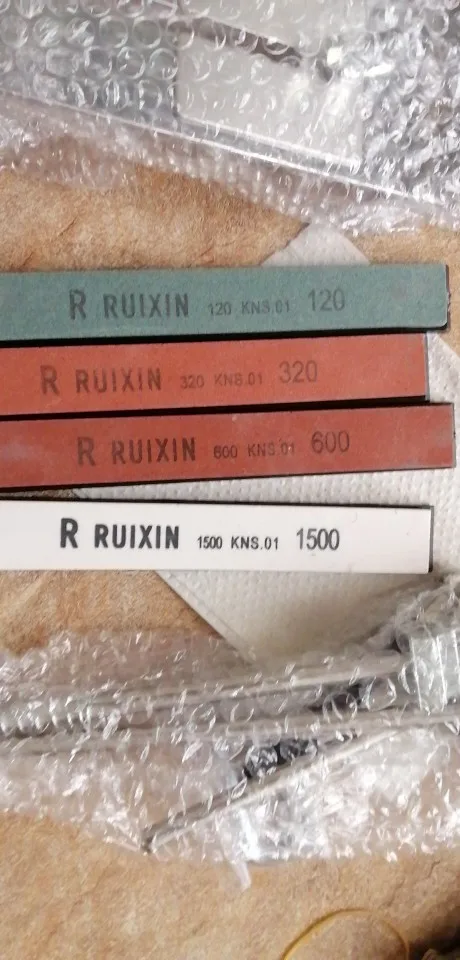 R RUIXIN 120 KNS.01 120
R RUIXIN 320 KNS.01 320
R RUIXIN 600 KNS.01 600
R RUIXIN 1500 KNS.01 1500